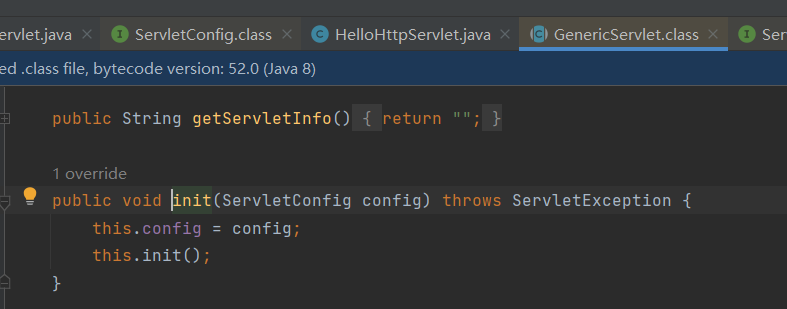 ervlet.java × ServletConfig.class × HelloHttpServlet.java × GenericServlet.class × Ser
ed .class file, bytecode version: 52.0 (Java 8)
public String getServletInfo() { return ""; }
1 override
public void init(ServletConfig config) throws ServletException {
this.config = config;
this.init();
}